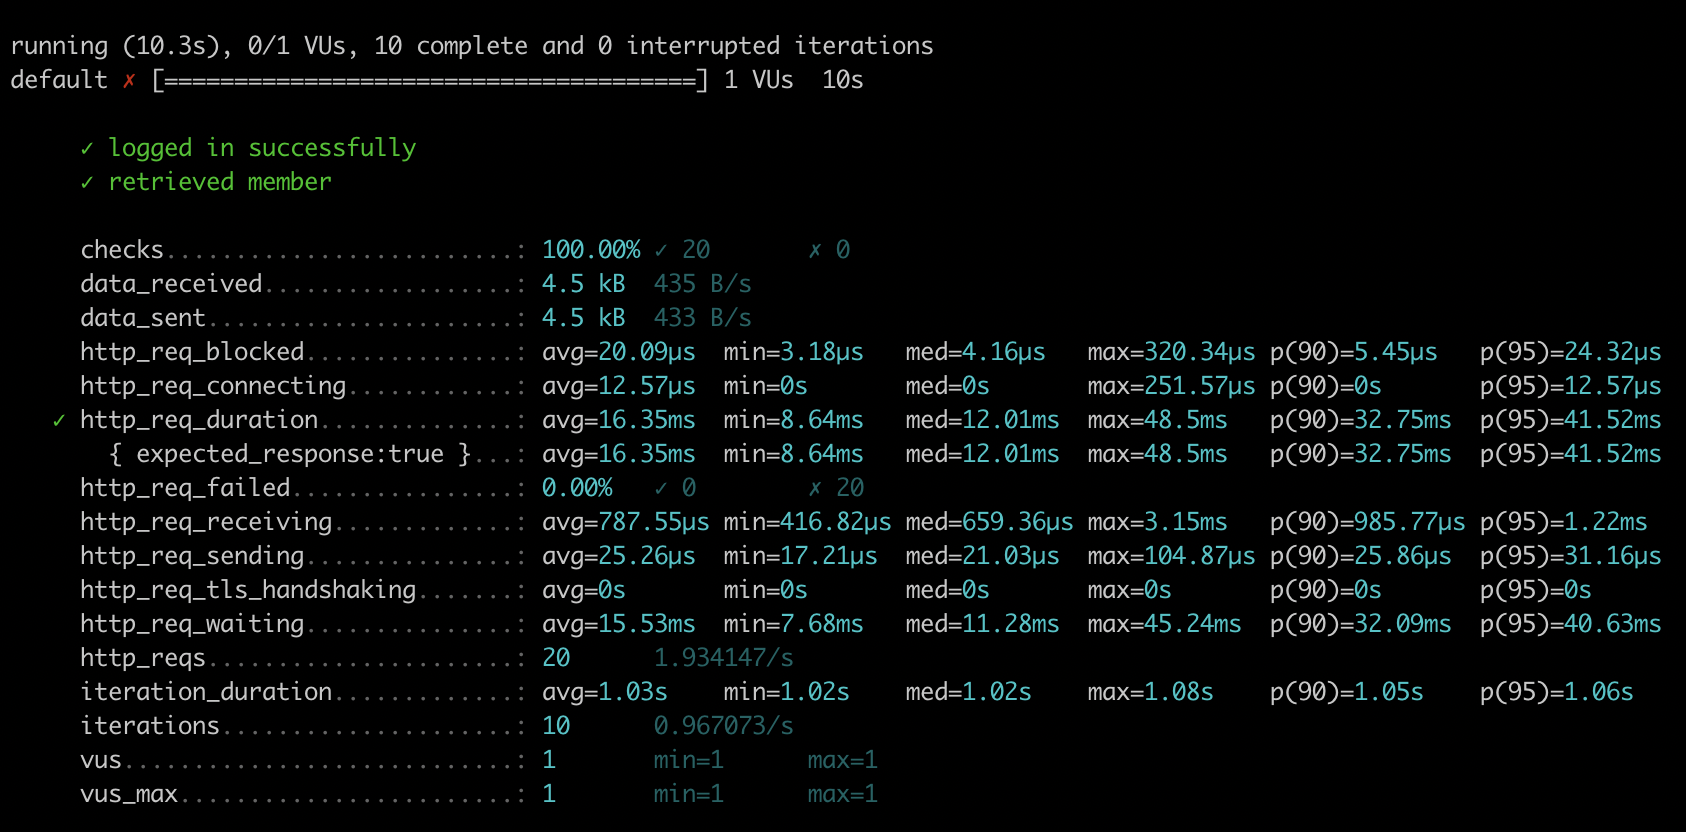 running (10.3s), 0/1 VUs, 10 complete and 0 interrupted iterations
default ✗ [======================================] 1 VUs  10s

     ✓ logged in successfully
     ✓ retrieved member

     checks.........................: 100.00% ✓ 20       ✗ 0
     data_received..................: 4.5 kB  435 B/s
     data_sent......................: 4.5 kB  433 B/s
     http_req_blocked...............: avg=20.09µs  min=3.18µs   med=4.16µs   max=320.34µs p(90)=5.45µs   p(95)=24.32µs
     http_req_connecting............: avg=12.57µs  min=0s       med=0s       max=251.57µs p(90)=0s       p(95)=12.57µs
   ✓ http_req_duration..............: avg=16.35ms  min=8.64ms   med=12.01ms  max=48.5ms   p(90)=32.75ms  p(95)=41.52ms
       { expected_response:true }...: avg=16.35ms  min=8.64ms   med=12.01ms  max=48.5ms   p(90)=32.75ms  p(95)=41.52ms
     http_req_failed................: 0.00%   ✓ 0        ✗ 20
     http_req_receiving.............: avg=787.55µs min=416.82µs med=659.36µs max=3.15ms   p(90)=985.77µs p(95)=1.22ms
     http_req_sending...............: avg=25.26µs  min=17.21µs  med=21.03µs  max=104.87µs p(90)=25.86µs  p(95)=31.16µs
     http_req_tls_handshaking.......: avg=0s       min=0s       med=0s       max=0s       p(90)=0s       p(95)=0s
     http_req_waiting...............: avg=15.53ms  min=7.68ms   med=11.28ms  max=45.24ms  p(90)=32.09ms  p(95)=40.63ms
     http_reqs......................: 20      1.934147/s
     iteration_duration.............: avg=1.03s    min=1.02s    med=1.02s    max=1.08s    p(90)=1.05s    p(95)=1.06s
     iterations.....................: 10      0.967073/s
     vus............................: 1       min=1      max=1
     vus_max........................: 1       min=1      max=1